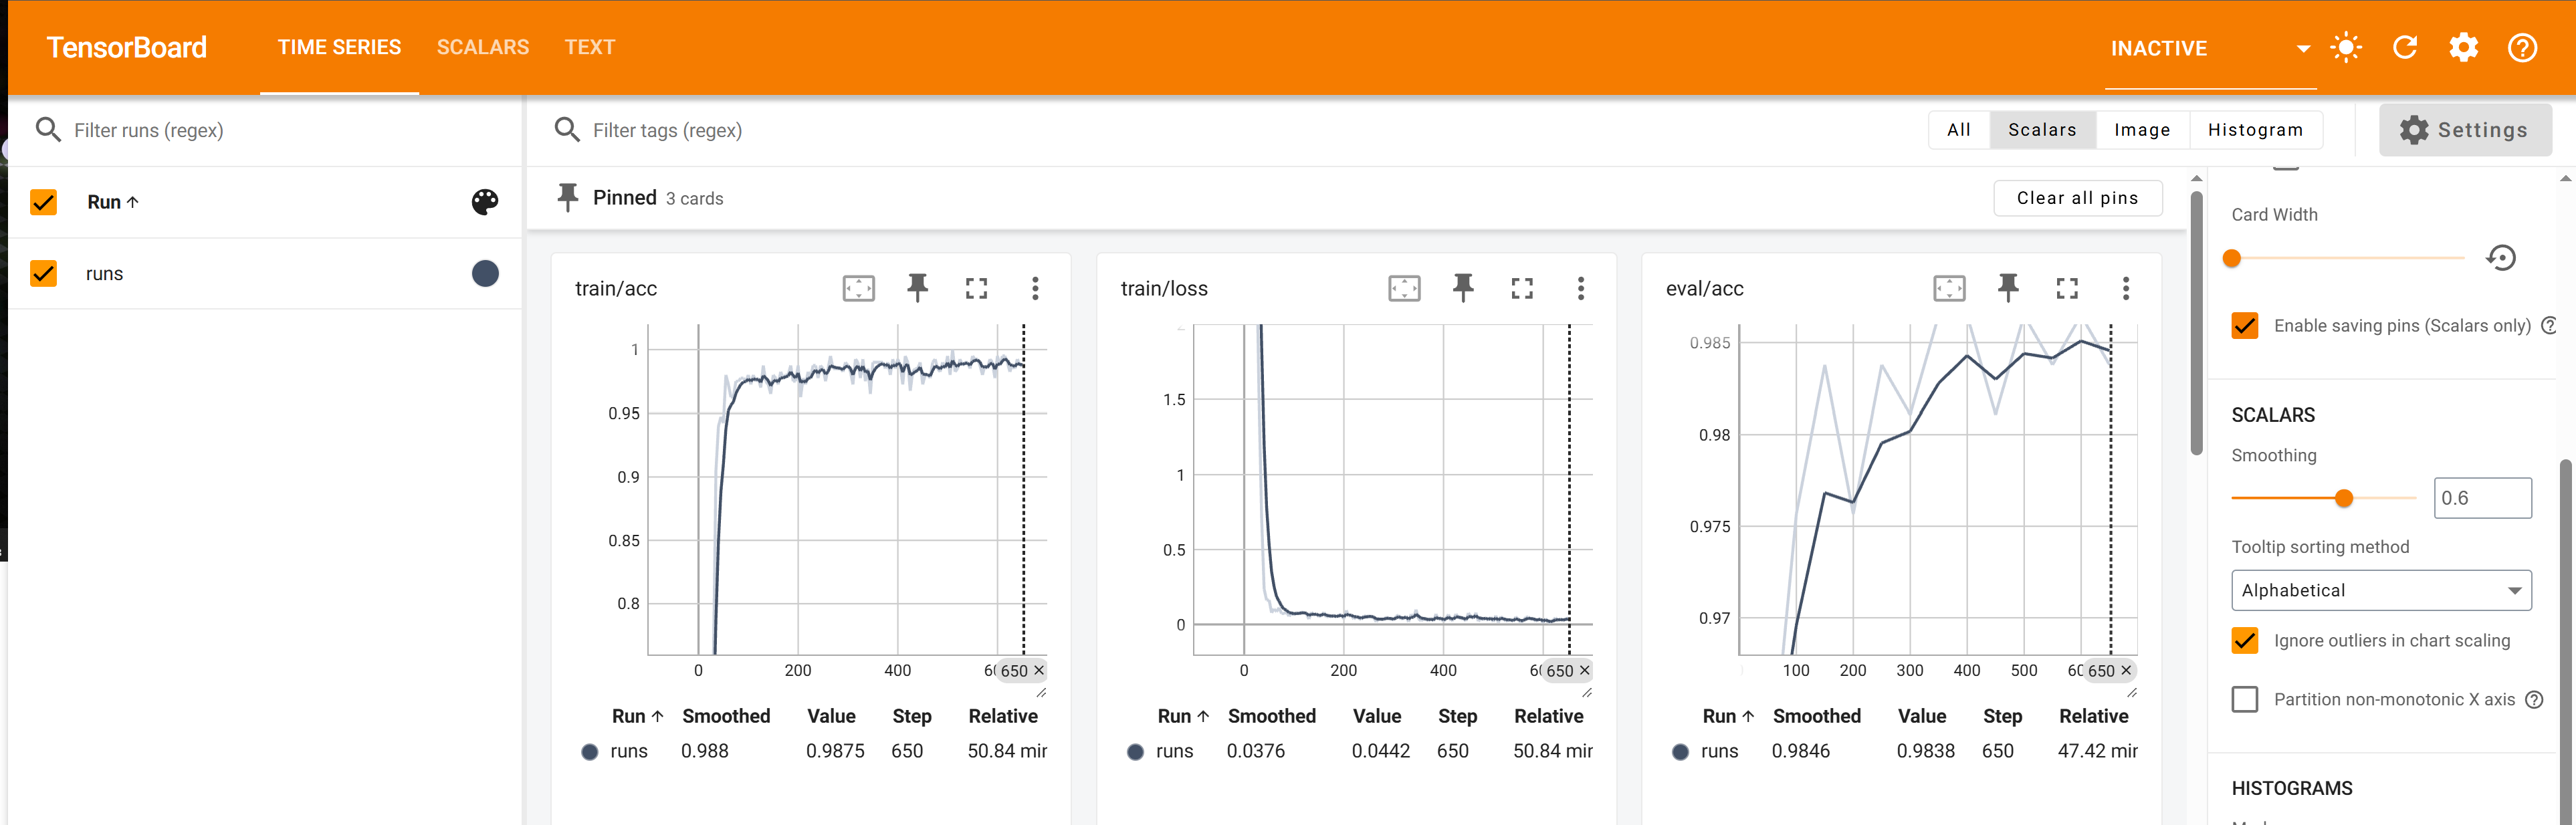 TensorBoard TIME SERIES SCALARS TEXT INACTIVE
Filter runs (regex)
Run
runs
Filter tags (regex) All Scalars Image Histogram Settings
Pinned 3 cards Clear all pins
train/acc
1
0.95
0.9
0.85
0.8
0 200 400 650
Run Smoothed Value Step Relative
runs 0.988 0.9875 650 50.84 mir
train/loss
1.5
1
0.5
0
0 200 400 650
Run Smoothed Value Step Relative
runs 0.0376 0.0442 650 50.84 mir
eval/acc
0.985
0.98
0.975
0.97
100 200 300 400 500 650
Run Smoothed Value Step Relative
runs 0.9846 0.9838 650 47.42 mir
Card Width
Enable saving pins (Scalars only)
SCALARS
Smoothing
0.6
Tooltip sorting method
Alphabetical
Ignore outliers in chart scaling
Partition non-monotonic X axis
HISTOGRAMS